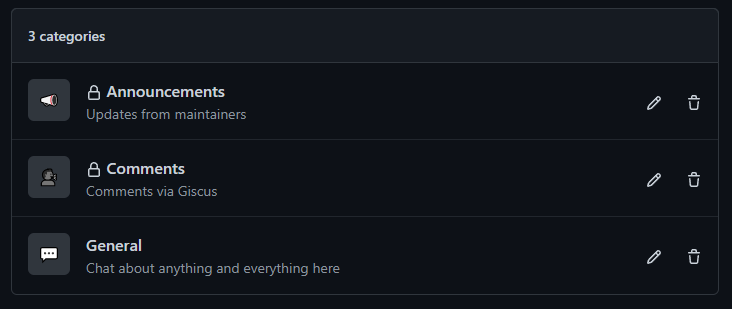 3 categories
Announcements
Updates from maintainers
Comments
Comments via Giscus
General
Chat about anything and everything here